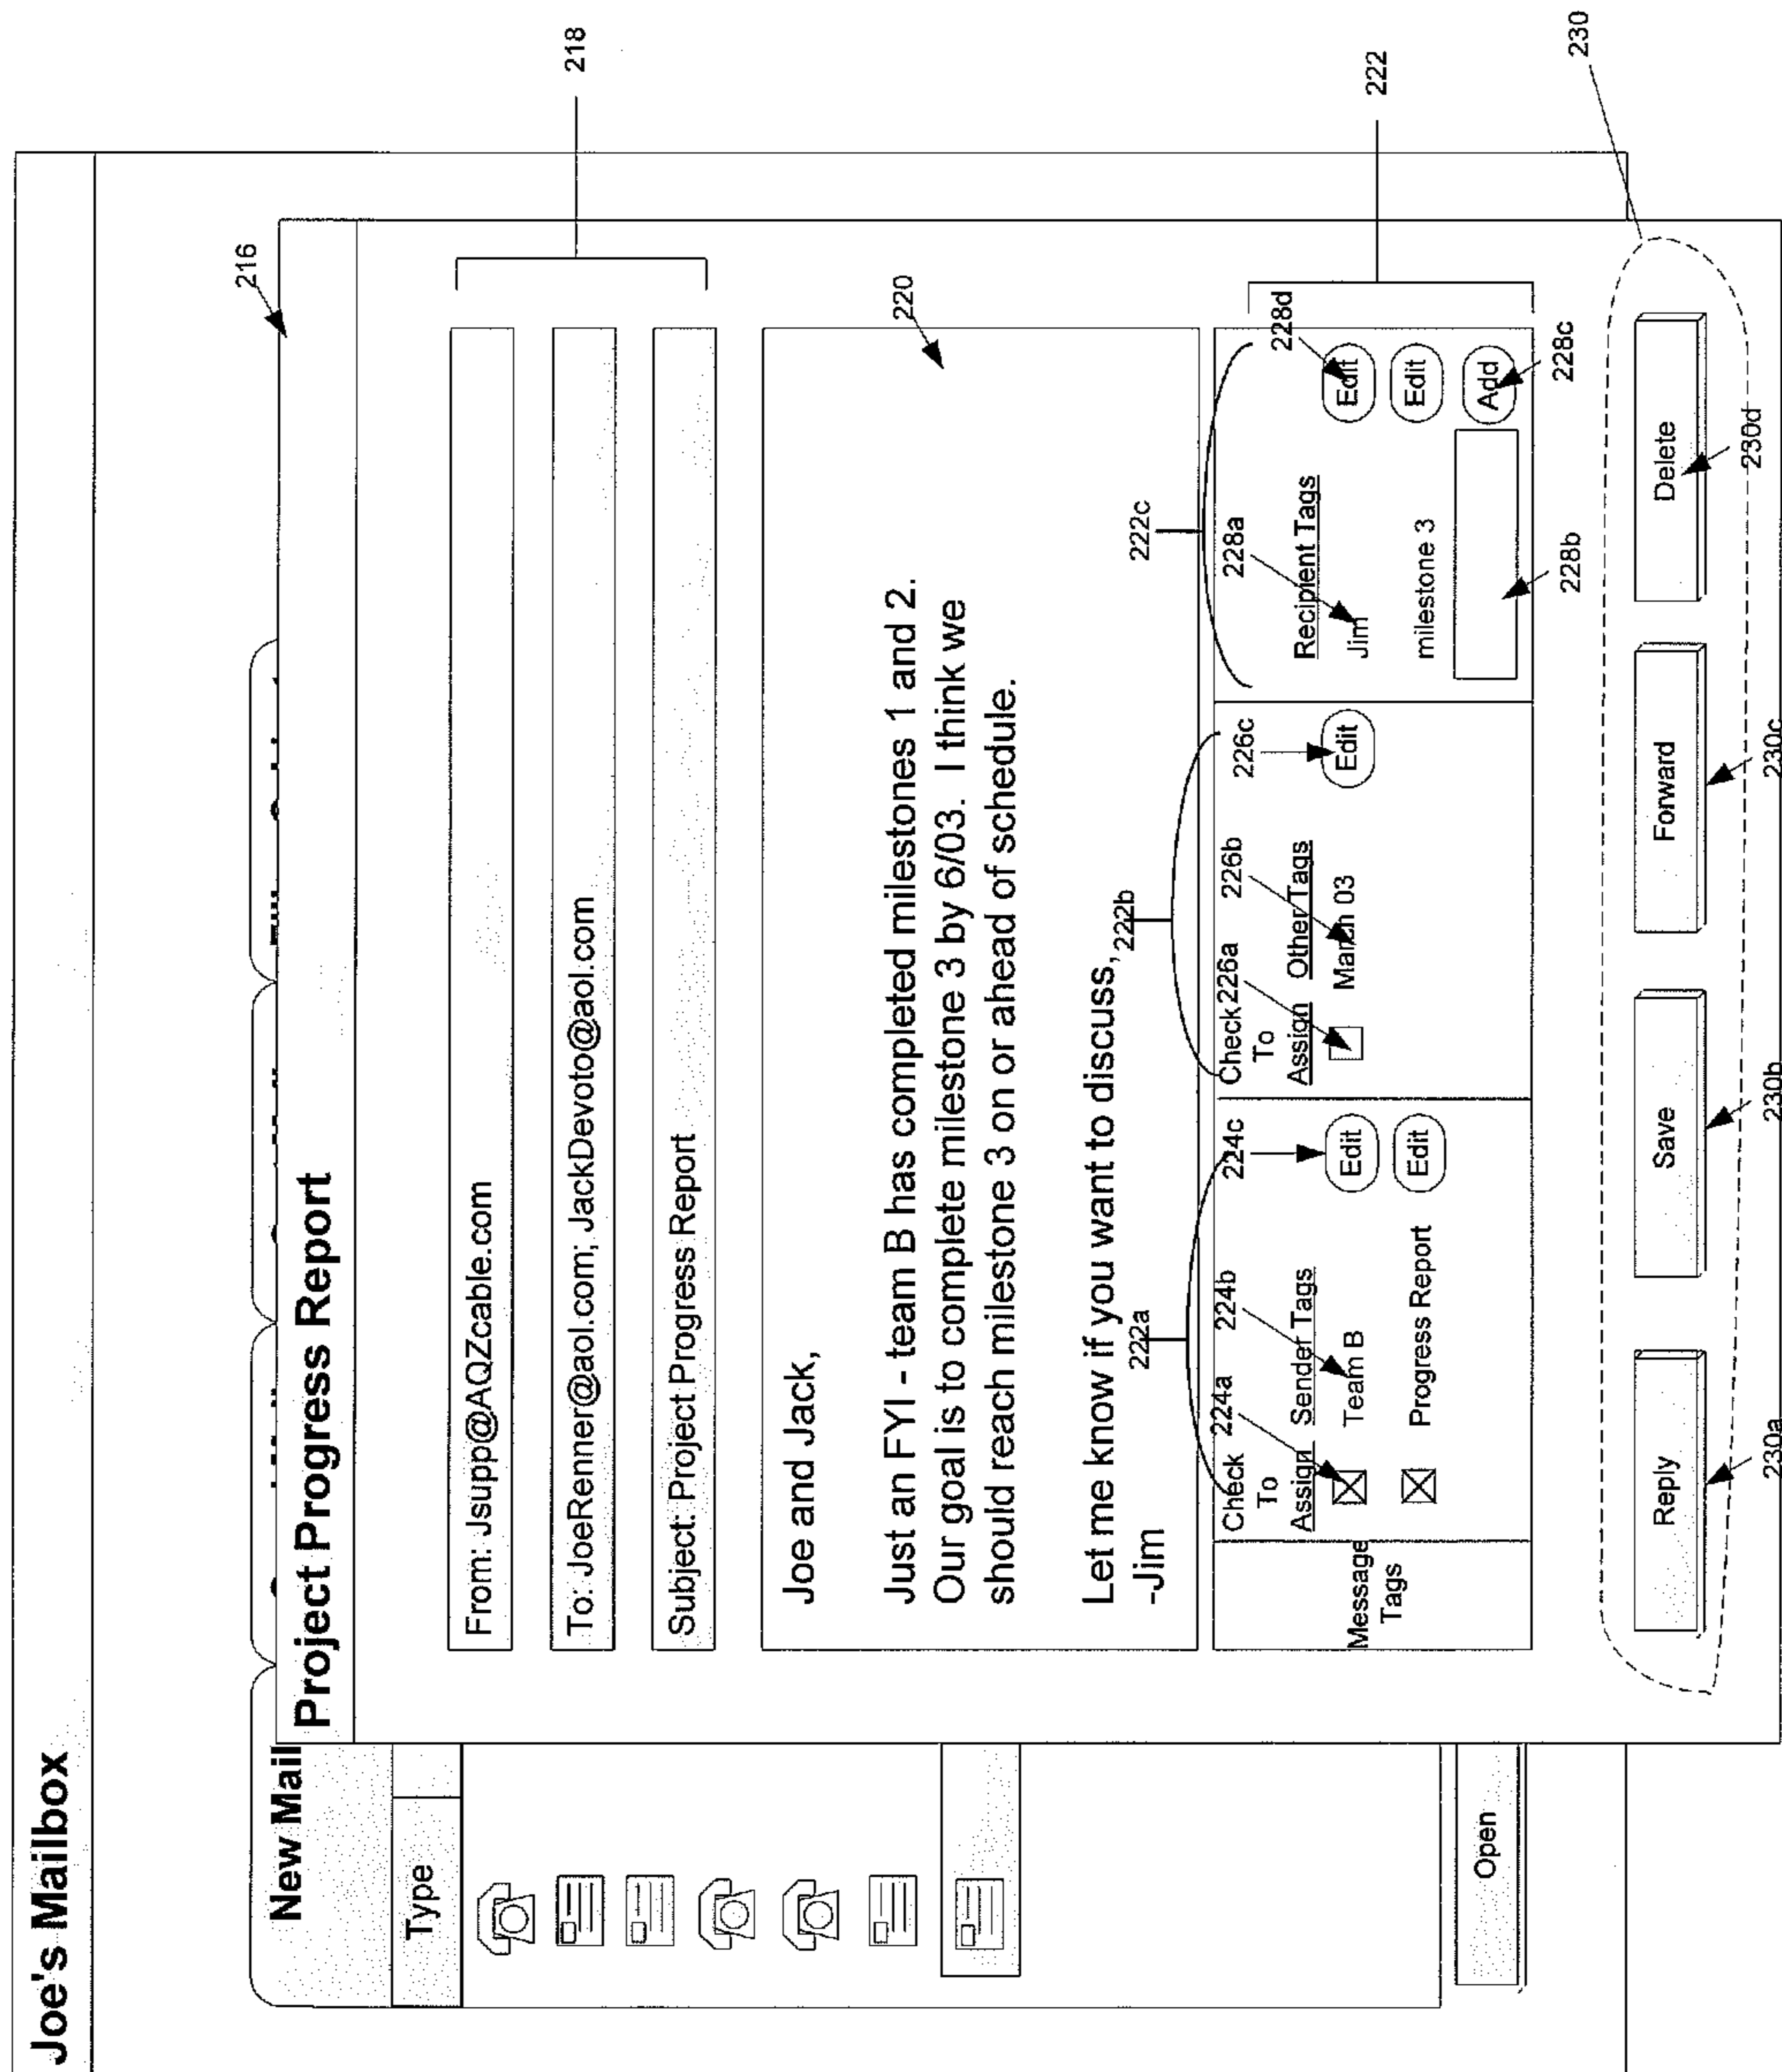 Joe's Mailbox
New Mail
Type
Open
216
Project Progress Report
218
From: Jsupp@AQZcable.com
To: JoeRenner@aol.com; JackDevoto@aol.com
Subject: Project Progress Report
220
Joe and Jack,
Just an FYI - team B has completed milestones 1 and 2.
Our goal is to complete milestone 3 by 6/03. I think we
should reach milestone 3 on or ahead of schedule.
Let me know if you want to discuss,
-Jim
222
222a
222b
222c
Message
Tags
Check
To
Assign
224a
224b
224c
Sender Tags
Team B
Edit
Progress Report
Edit
Check
To
Assign
226a
226b
226c
Other Tags
March 03
Edit
228a
228d
Recipient Tags
Jim
Edit
milestone 3
Edit
Add
228b
228c
230
Reply
Save
Forward
Delete
230a
230b
230c
230d